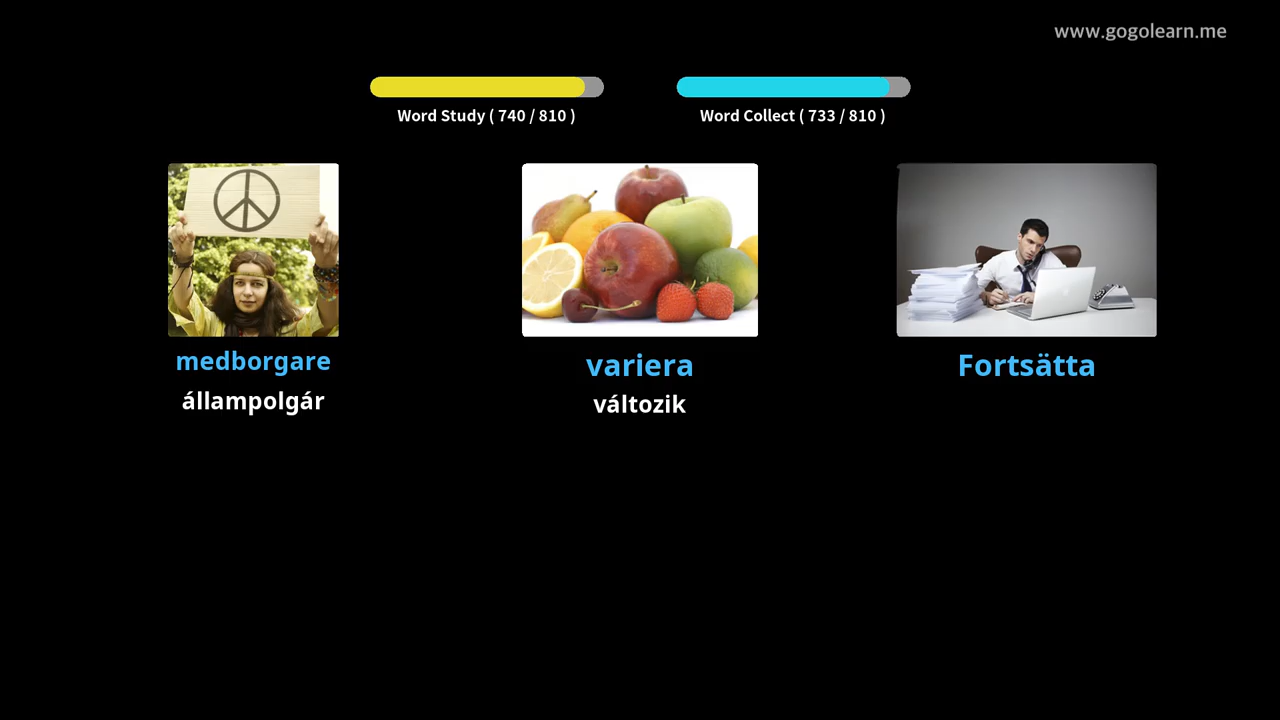 www.gogolearn.me
Word Study ( 740 / 810 )
Word Collect ( 733 / 810 )
medborgare
állampolgár
variera
változik
Fortsätta